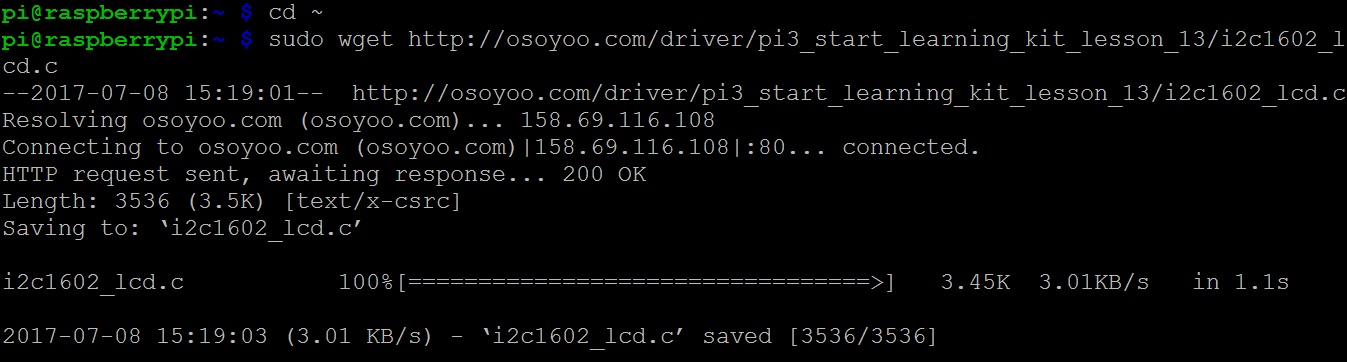 pi@raspberrypi:~ $ cd ~
pi@raspberrypi:~ $ sudo wget http://osoyoo.com/driver/pi3_start_learning_kit_lesson_13/i2c1602_l
cd.c
--2017-07-08 15:19:01--  http://osoyoo.com/driver/pi3_start_learning_kit_lesson_13/i2c1602_lcd.c
Resolving osoyoo.com (osoyoo.com)... 158.69.116.108
Connecting to osoyoo.com (osoyoo.com)|158.69.116.108|:80... connected.
HTTP request sent, awaiting response... 200 OK
Length: 3536 (3.5K) [text/x-csrc]
Saving to: ‘i2c1602_lcd.c’
i2c1602_lcd.c           100%[=================================>]   3.45K  3.01KB/s   in 1.1s
2017-07-08 15:19:03 (3.01 KB/s) - ‘i2c1602_lcd.c’ saved [3536/3536]